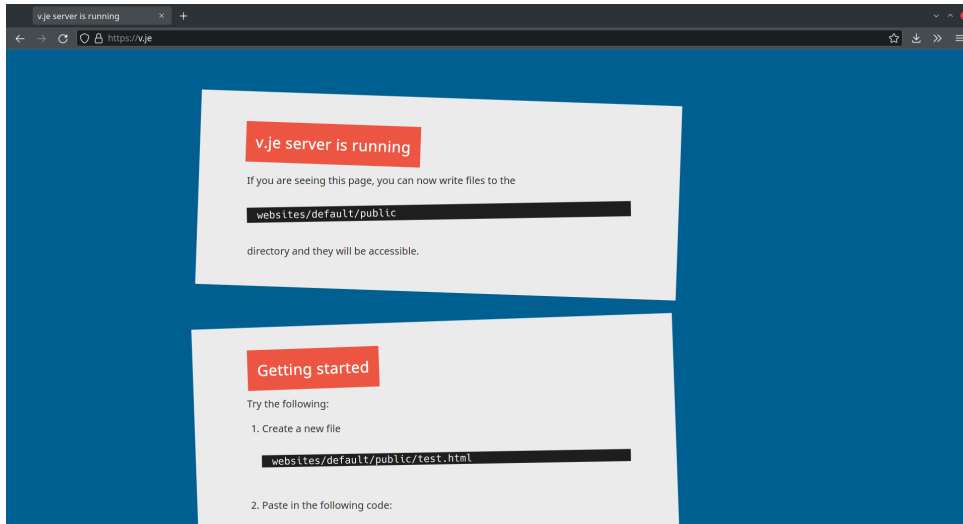 v.je server is running
https://v.je
v.je server is running
If you are seeing this page, you can now write files to the
websites/default/public
directory and they will be accessible.
Getting started
Try the following:
1. Create a new file
websites/default/public/test.html
2. Paste in the following code: